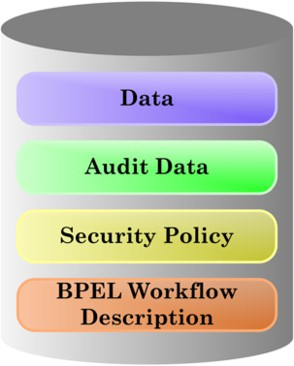 Data
Audit Data
Security Policy
BPEL Workflow
Description